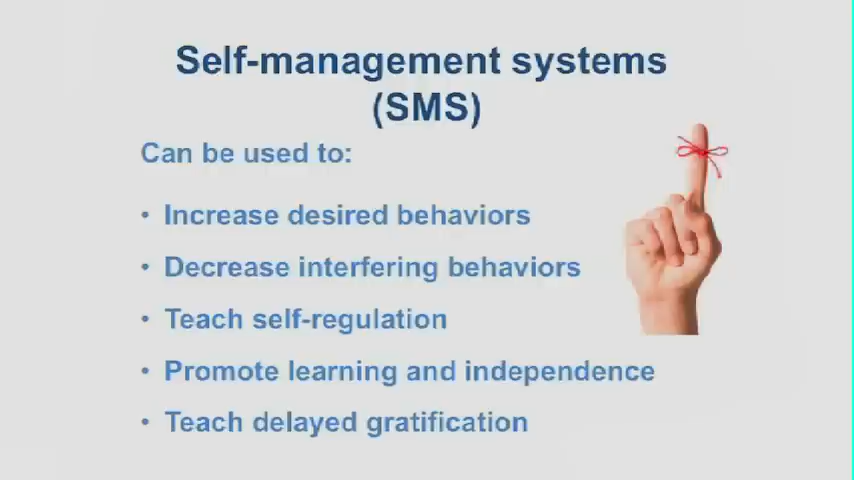 Self-management systems
(SMS)
Can be used to:
• Increase desired behaviors
• Decrease interfering behaviors
• Teach self-regulation
• Promote learning and independence
• Teach delayed gratification